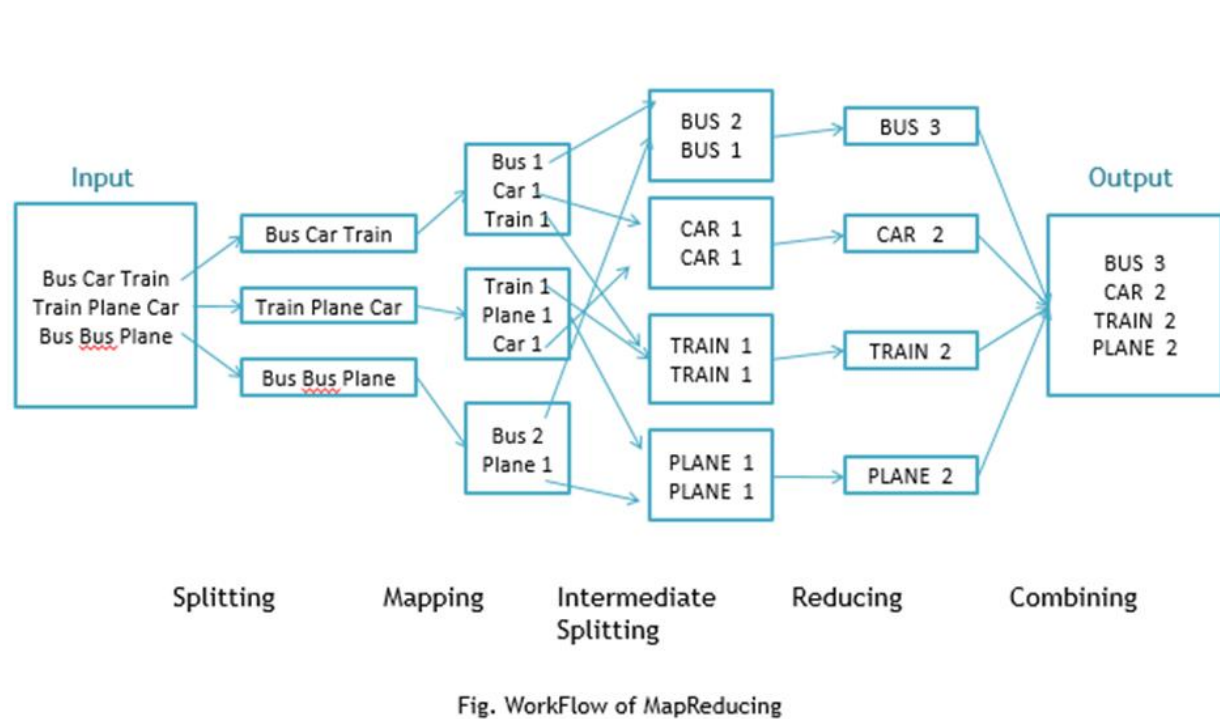 Input
Bus Car Train
Train Plane Car
Bus Bus Plane
Bus Car Train
Train Plane Car
Bus Bus Plane
Bus 1
Car 1
Train 1
Train 1
Plane 1
Car 1
Bus 2
Plane 1
BUS 2
BUS 1
CAR 1
CAR 1
TRAIN 1
TRAIN 1
PLANE 1
PLANE 1
BUS 3
CAR 2
TRAIN 2
PLANE 2
Output
BUS 3
CAR 2
TRAIN 2
PLANE 2
Splitting
Mapping
Intermediate
Splitting
Reducing
Combining
Fig. WorkFlow of MapReducing